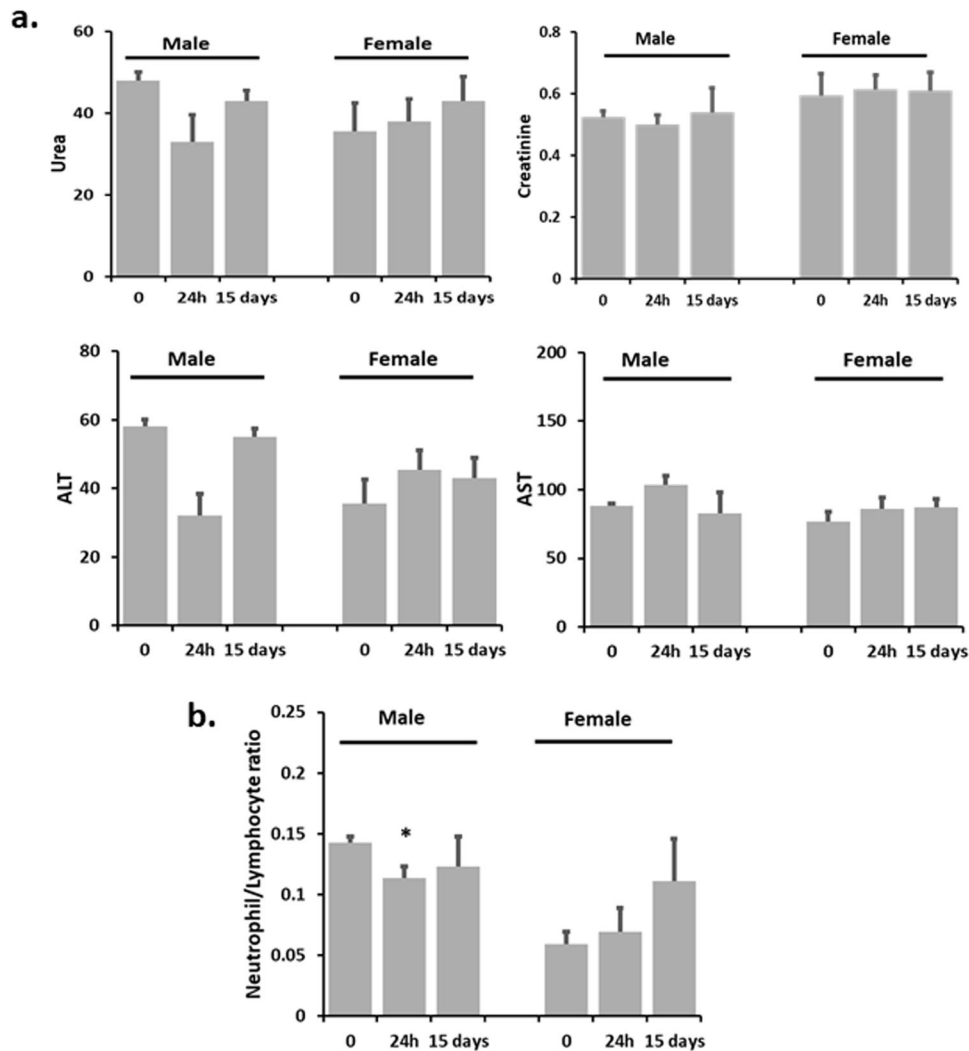 a.
Male Female
60
40
20
0
Urea
0 24h 15 days 0 24h 15 days
Male Female
0.8
0.6
0.4
0.2
0
Creatinine
0 24h 15 days 0 24h 15 days
Male Female
80
60
40
20
0
ALT
0 24h 15 days 0 24h 15 days
Male Female
200
150
100
50
0
AST
0 24h 15 days 0 24h 15 days
b.
Male Female
0.25
0.2
0.15
0.1
0.05
0
*
Neutrophil/Lymphocyte ratio
0 24h 15 days 0 24h 15 days